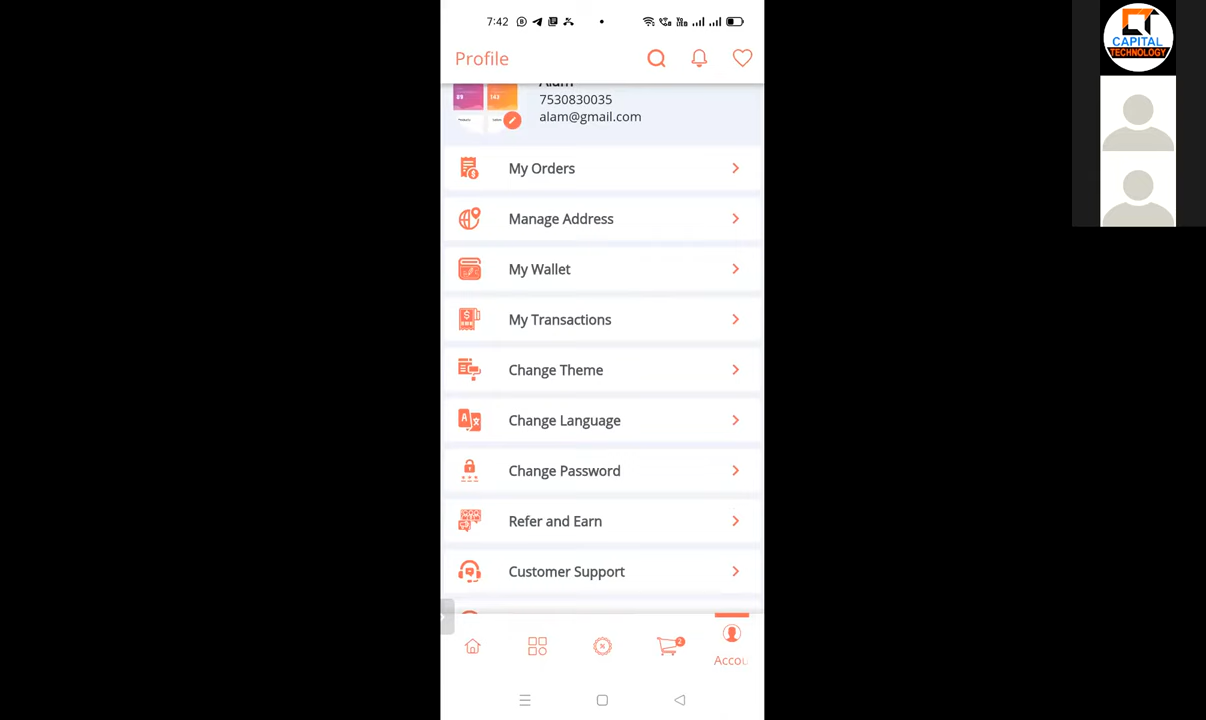 7:42
Profile
Alam
7530830035
alam@gmail.com
My Orders
Manage Address
My Wallet
My Transactions
Change Theme
Change Language
Change Password
Refer and Earn
Customer Support
2
Accou
CAPITAL
TECHNOLOGY